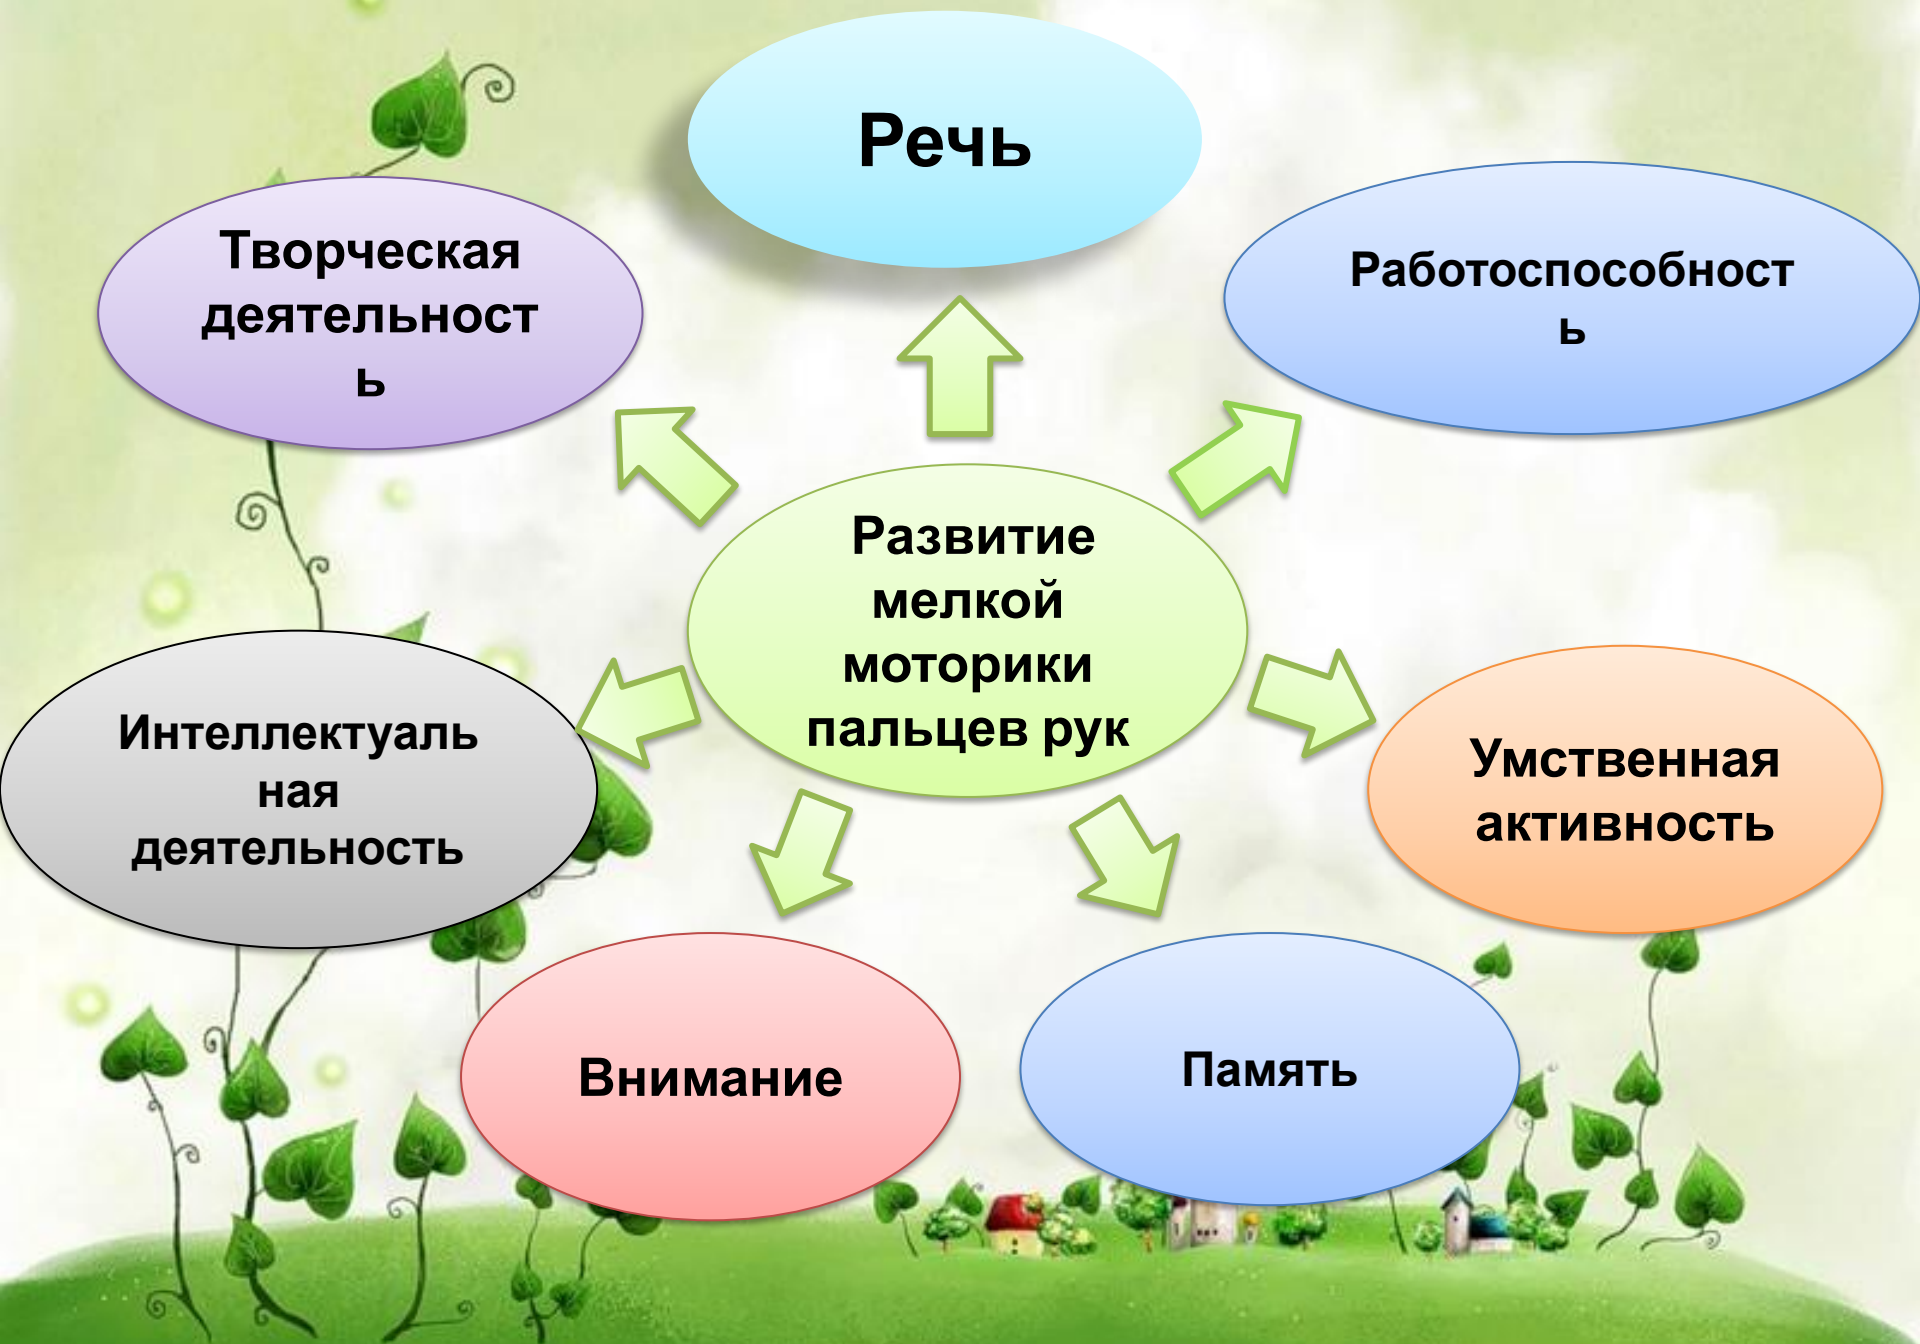 Речь
Творческая
деятельност
ь
Работоспособност
ь
Развитие
мелкой
моторики
пальцев рук
Интеллектуаль
ная
деятельность
Умственная
активность
Внимание
Память